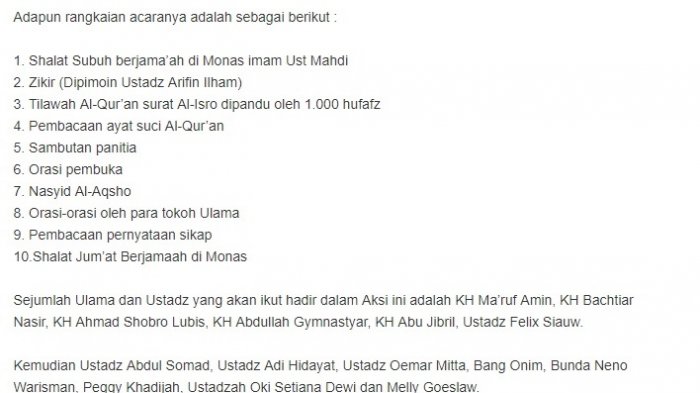 Adapun rangkaian acaranya adalah sebagai berikut :
1. Shalat Subuh berjama’ah di Monas imam Ust Mahdi
2. Zikir (Dipimoin Ustadz Arifin Ilham)
3. Tilawah Al-Qur’an surat Al-Isro dipandu oleh 1.000 hufafz
4. Pembacaan ayat suci Al-Qur’an
5. Sambutan panitia
6. Orasi pembuka
7. Nasyid Al-Aqsho
8. Orasi-orasi oleh para tokoh Ulama
9. Pembacaan pernyataan sikap
10.Shalat Jum’at Berjamaah di Monas
Sejumlah Ulama dan Ustadz yang akan ikut hadir dalam Aksi ini adalah KH Ma’ruf Amin, KH Bachtiar
Nasir, KH Ahmad Shobro Lubis, KH Abdullah Gymnastyar, KH Abu Jibril, Ustadz Felix Siauw.
Kemudian Ustadz Abdul Somad, Ustadz Adi Hidayat, Ustadz Oemar Mitta, Bang Onim, Bunda Neno
Warisman, Peggy Khadijah, Ustadzah Oki Setiana Dewi dan Melly Goeslaw.